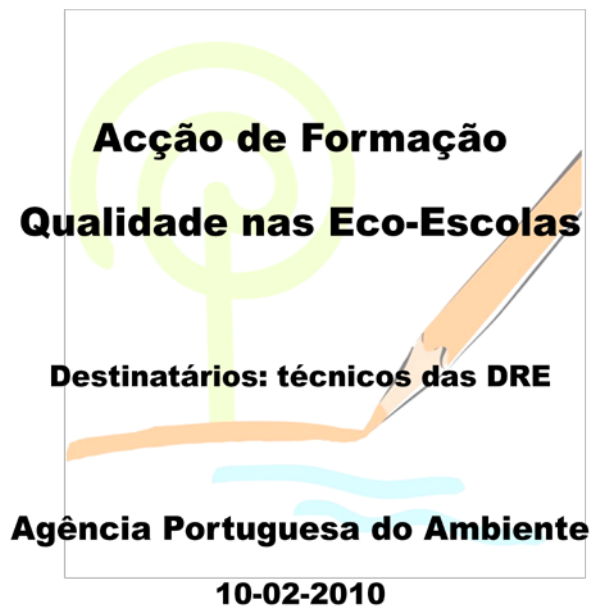 Acção de Formação
Qualidade nas Eco-Escolas
Destinatários: técnicos das DRE
Agência Portuguesa do Ambiente
10-02-2010